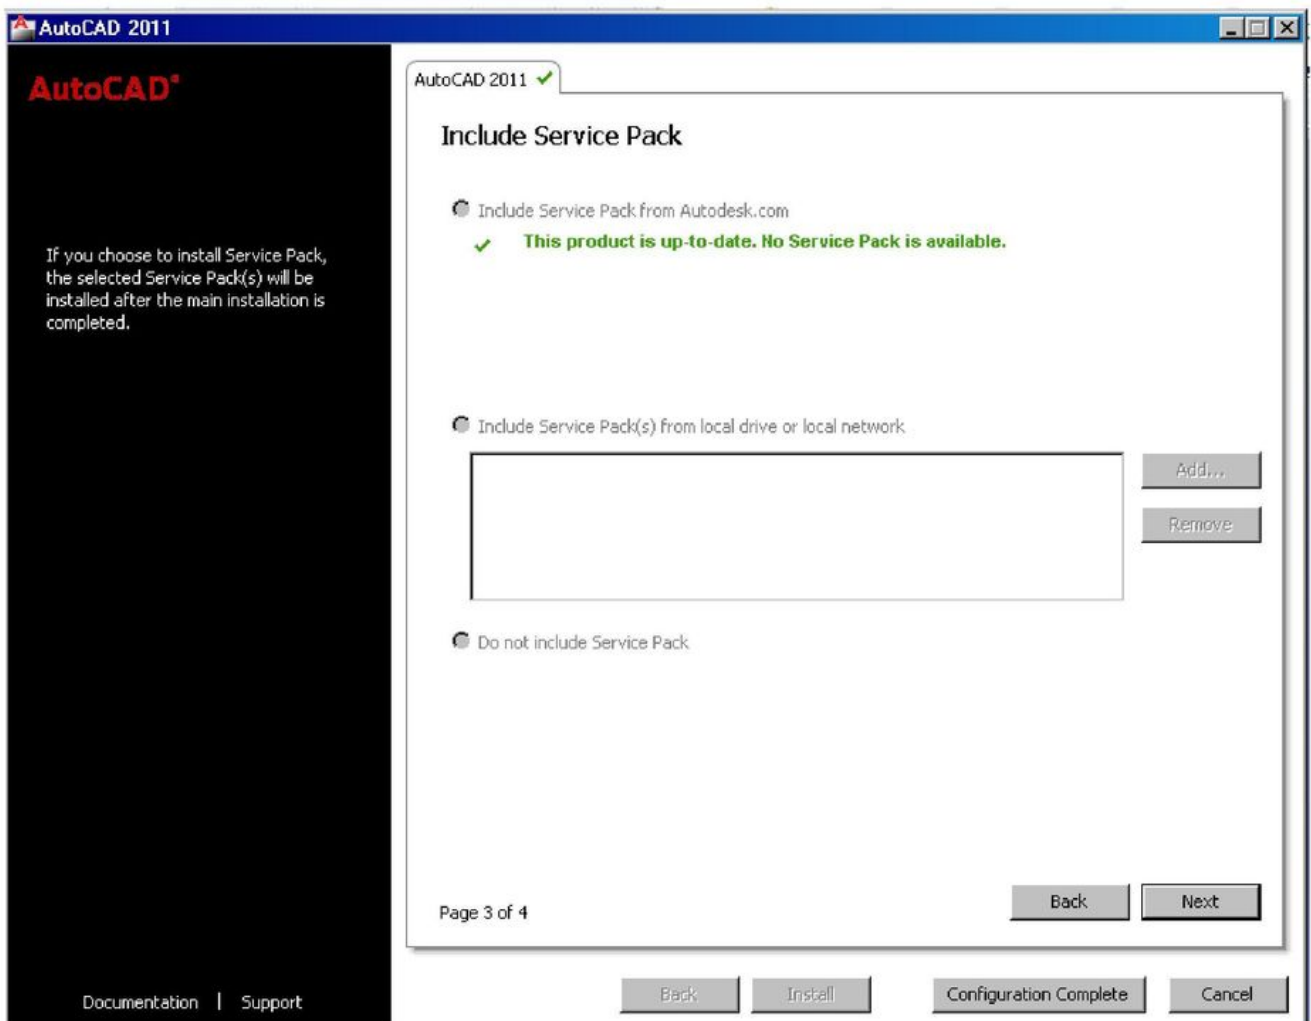 AutoCAD 2011
AutoCAD®
If you choose to install Service Pack,
the selected Service Pack(s) will be
installed after the main installation is
completed.
Documentation | Support
AutoCAD 2011
Include Service Pack
Include Service Pack from Autodesk.com
This product is up-to-date. No Service Pack is available.
Include Service Pack(s) from local drive or local network
Add...
Remove
Do not include Service Pack
Page 3 of 4
Back
Next
Back
Install
Configuration Complete
Cancel